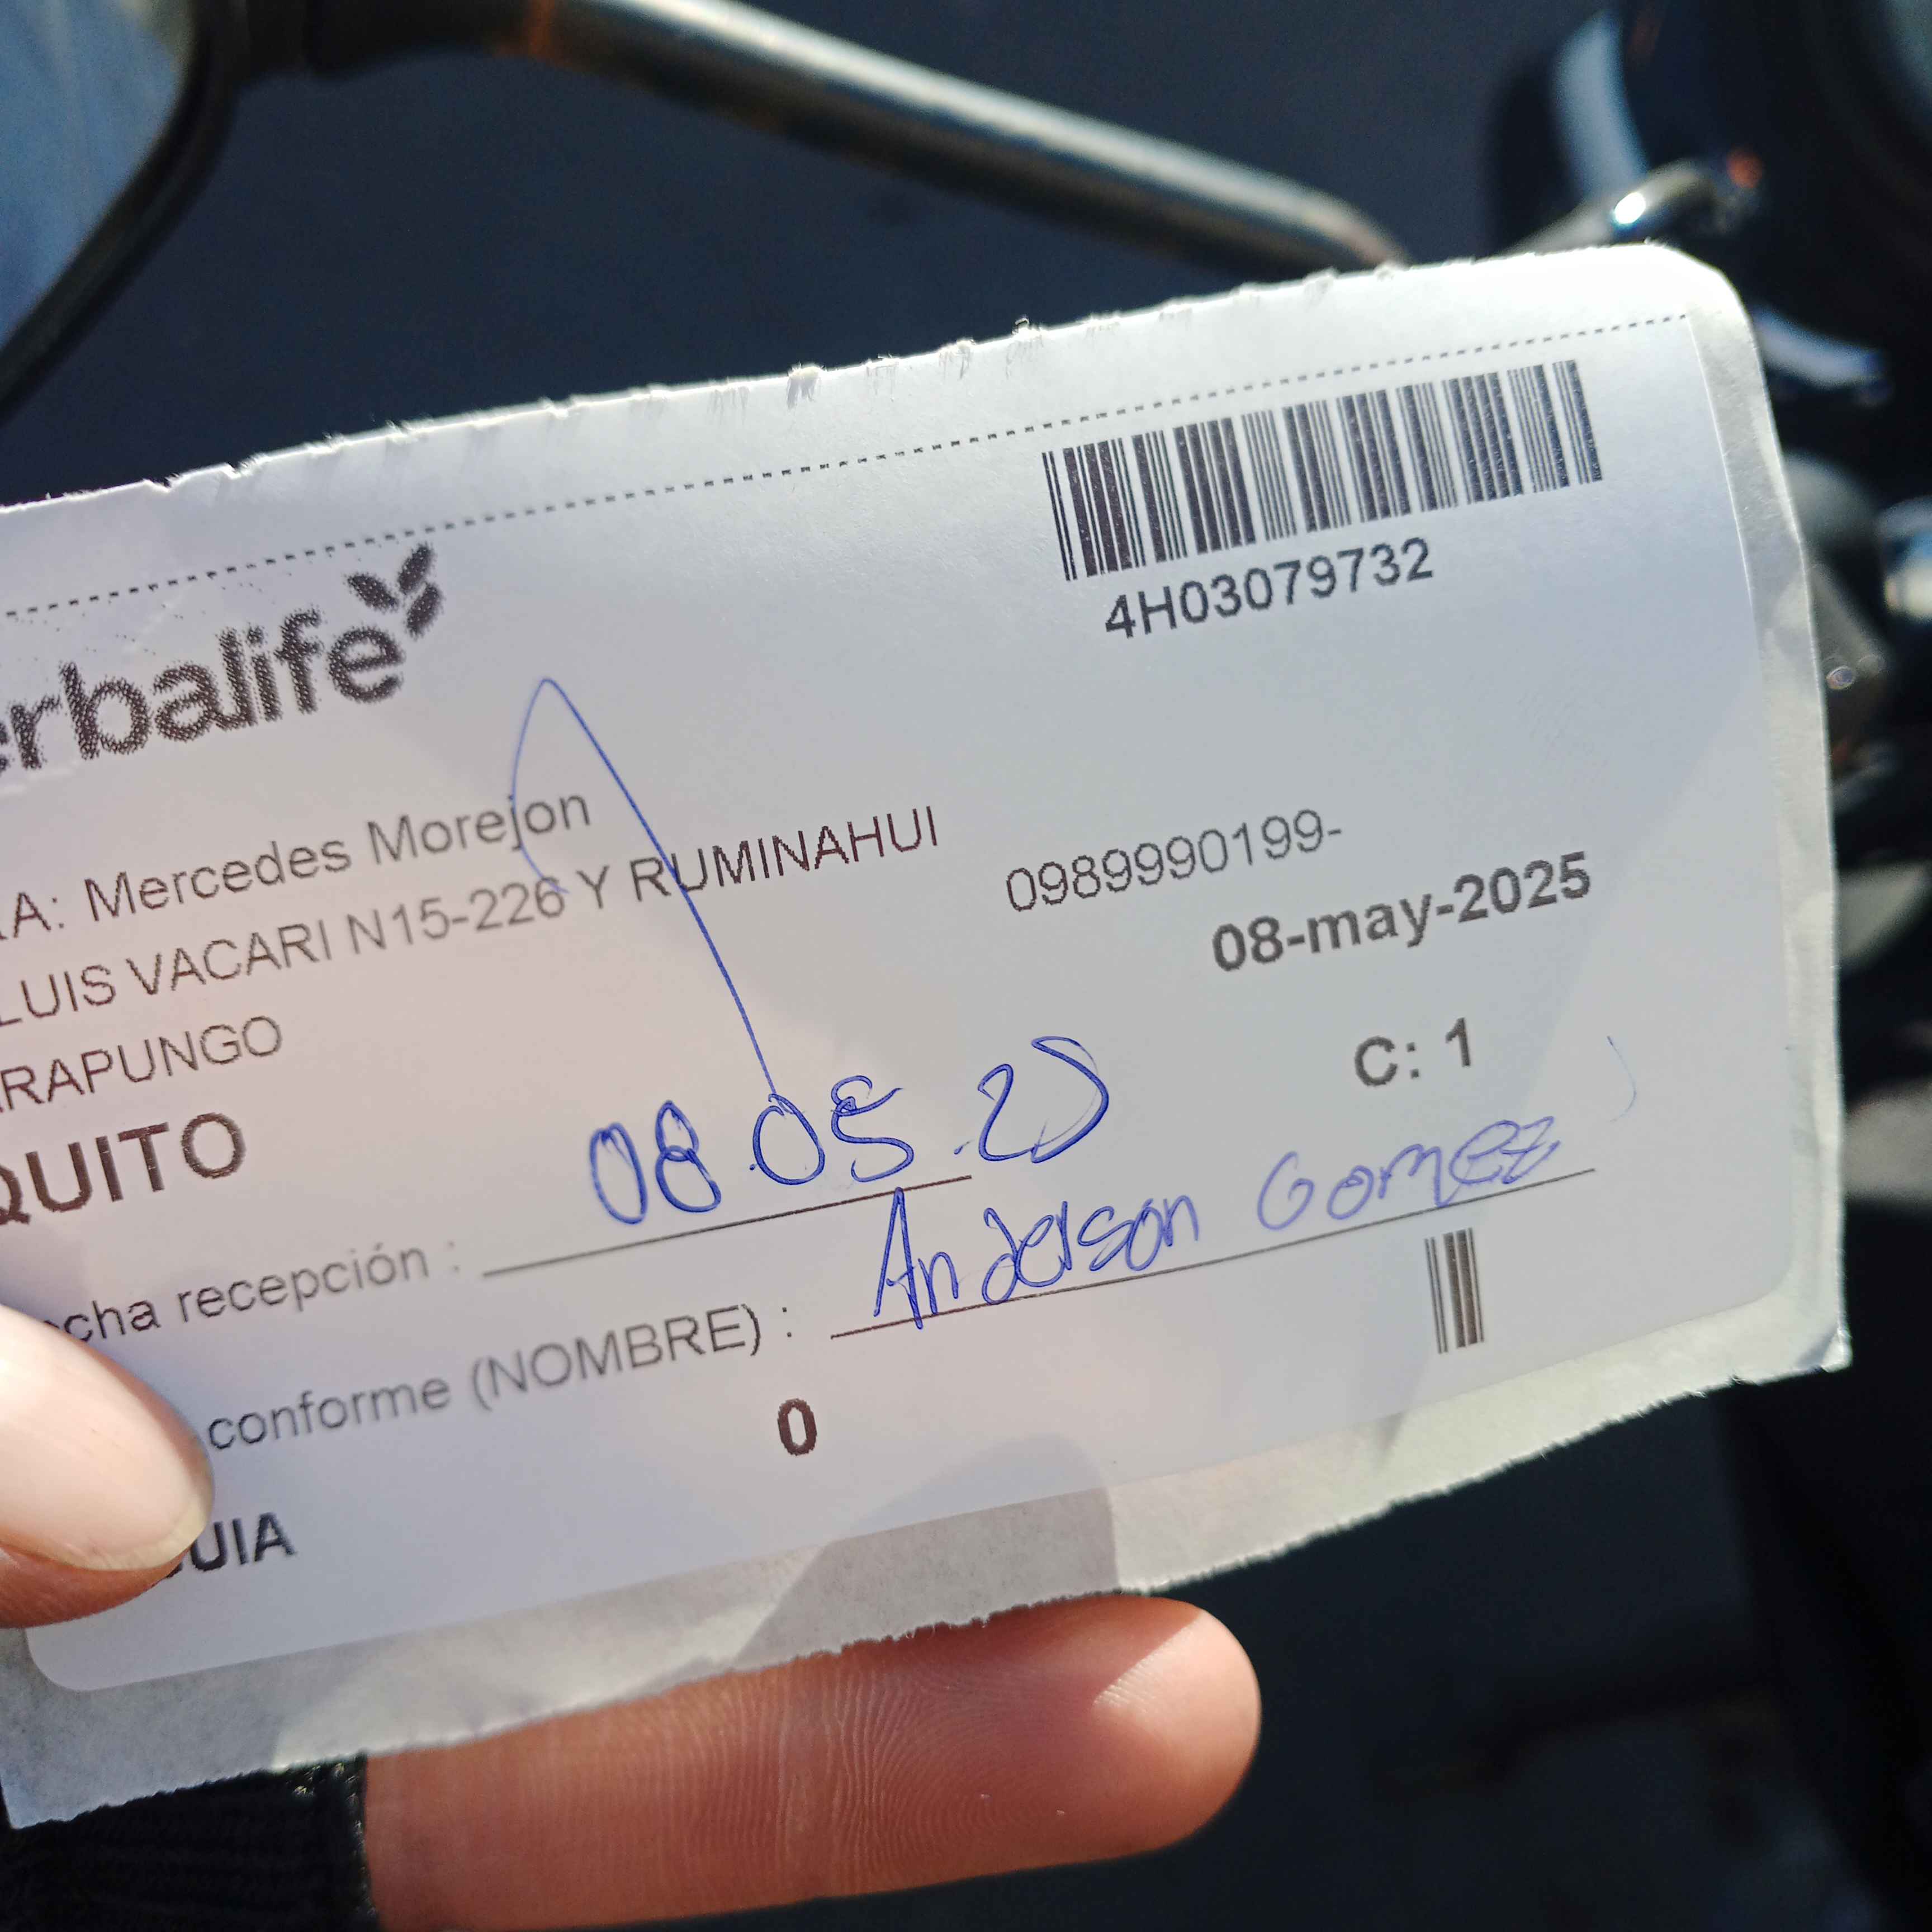 4H03079732
erbalife
A: Mercedes Morejon
LUIS VACARI N15-226 Y RUMINAHUI 0989990199-
RAPUNGO 08-may-2025
QUITO C: 1
cha recepción : 08.05.25
conforme (NOMBRE) : Anderson Gomez
UIA 0